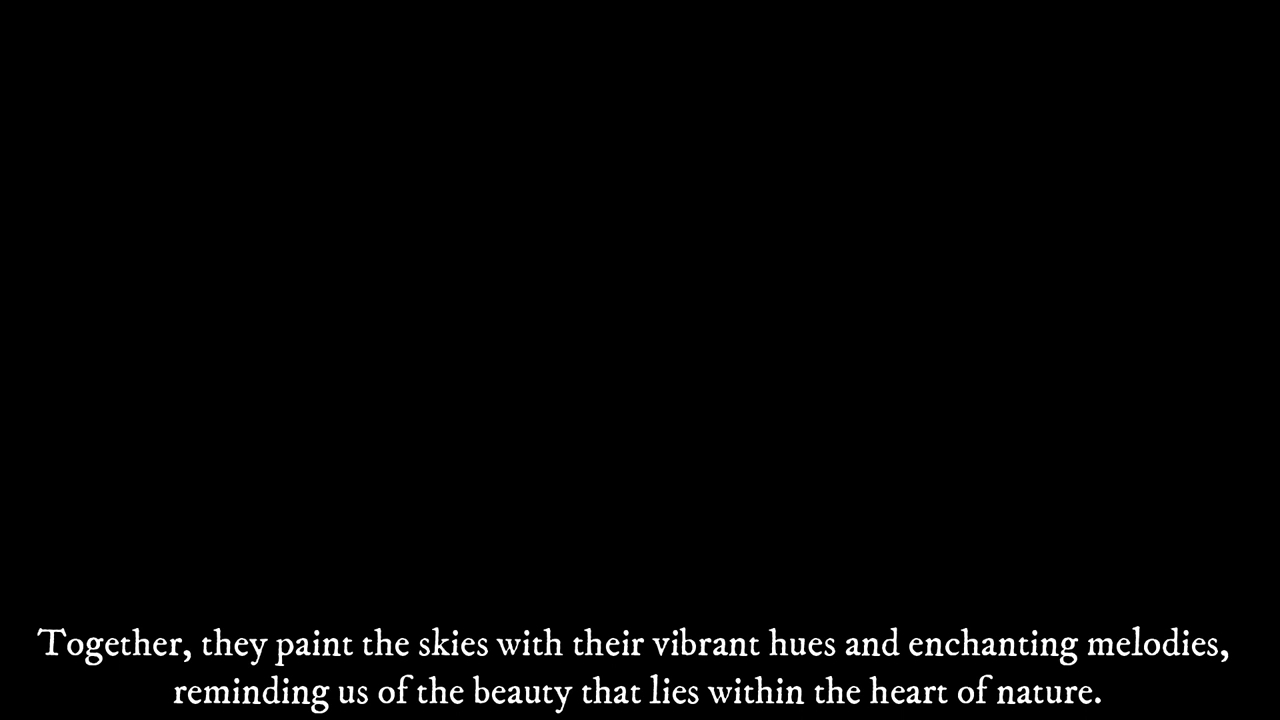 Together, they paint the skies with their vibrant hues and enchanting melodies,
reminding us of the beauty that lies within the heart of nature.